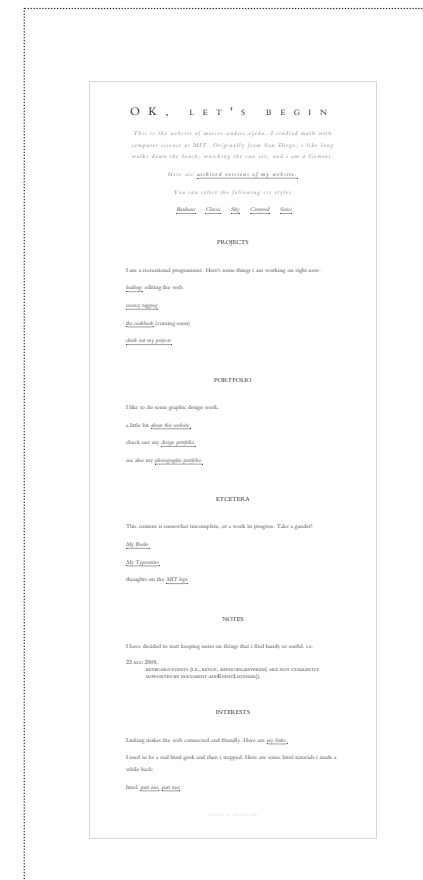 OK, LET'S BEGIN
This is the website of marcos.andres.ojeda. I studied math with
computer science at MIT. Originally from San Diego, i like long
walks down the beach, watching the sun set, and i am a Gemini.
Here are archived versions of my website.
You can select the following css styles
Bauhaus Classic Sky Centered Swiss
PROJECTS
I am a recreational programmer. Here's some things i am working on right now.
editing the web.
tweney tagging
the cookbook (coming soon)
check out my projects
PORTFOLIO
I like to do some graphic design work.
a little bit about this website.
check out my design portfolio.
see also my photographic portfolio.
ETCETERA
This content is somewhat incomplete, or a work in progress. Take a gander!
My Books
My Typewriter
thoughts on the MIT logo
NOTES
I have decided to start keeping notes on things that i find handy or useful. i.e.
22 AUG 2005.
KEYBOARD EVENTS (I.E., KEYUP, KEYDOWN, KEYPRESS) ARE NOT CURRENTLY
SUPPORTED BY DOCUMENT.ADDEVENTLISTENER().
INTERESTS
Linking makes the web connected and friendly. Here are my links.
I used to be a real html geek and then i stopped. Here are some html tutorials i made a
while back:
html: part one, part two